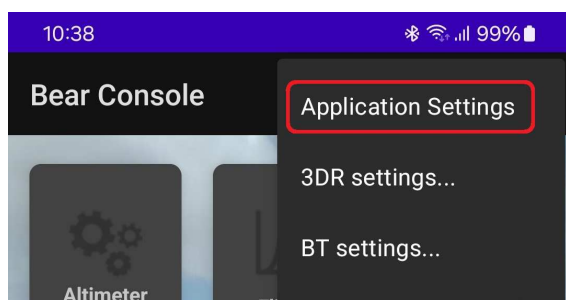 10:38
99%
Bear Console
Application Settings
3DR settings...
BT settings...
Altimeter